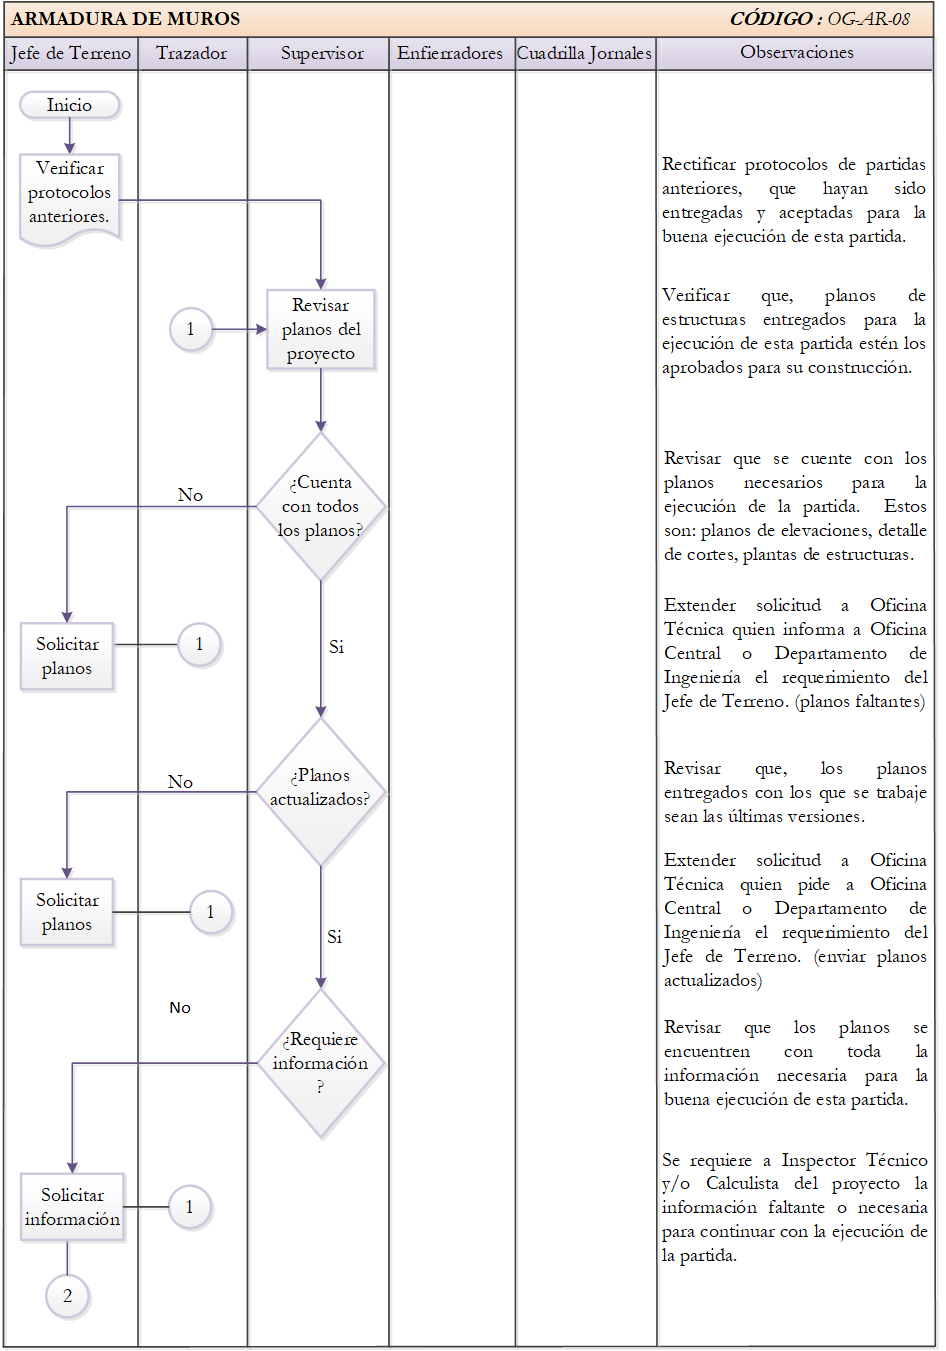 ARMADURA DE MUROS
CÓDIGO : OG-AR-08
Jefe de Terreno
Trazador
Supervisor
Enfierradores
Cuadrilla Jornales
Observaciones
Inicio
Verificar
protocolos
anteriores.
Rectificar protocolos de partidas
anteriores, que hayan sido
entregadas y aceptadas para la
buena ejecución de esta partida.
1
Revisar
planos del
proyecto
Verificar que, planos de
estructuras entregados para la
ejecución de esta partida estén los
aprobados para su construcción.
¿Cuenta
con todos
los planos?
No
Revisar que se cuente con los
planos necesarios para la
ejecución de la partida. Estos
son: planos de elevaciones, detalle
de cortes, plantas de estructuras.
Solicitar
planos
1
Si
Extender solicitud a Oficina
Técnica quien informa a Oficina
Central o Departamento de
Ingeniería el requerimiento del
Jefe de Terreno. (planos faltantes)
No
¿Planos
actualizados?
Revisar que, los planos
entregados con los que se trabaje
sean las últimas versiones.
Solicitar
planos
1
Si
Extender solicitud a Oficina
Técnica quien pide a Oficina
Central o Departamento de
Ingeniería el requerimiento del
Jefe de Terreno. (enviar planos
actualizados)
No
¿Requiere
información
?
Revisar que los planos se
encuentren con toda la
información necesaria para la
buena ejecución de esta partida.
Solicitar
información
1
Se requiere a Inspector Técnico
y/o Calculista del proyecto la
información faltante o necesaria
para continuar con la ejecución de
la partida.
2